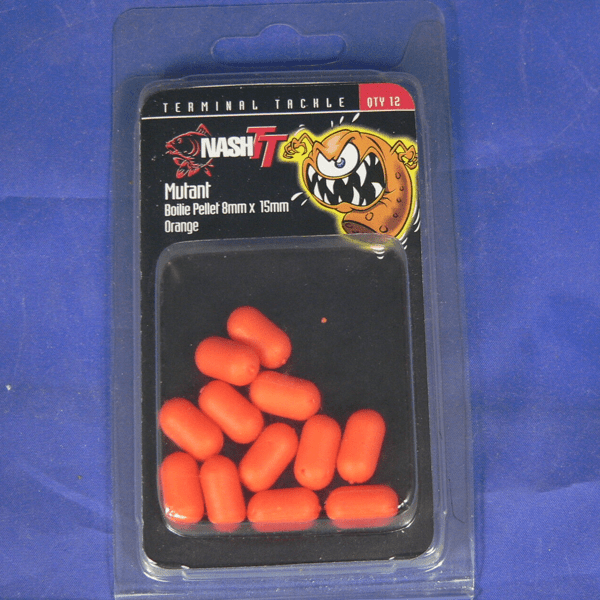 TERMINAL TACKLE QTY 12
NASH TT
Mutant
Boilie Pellet 8mm x 15mm
Orange